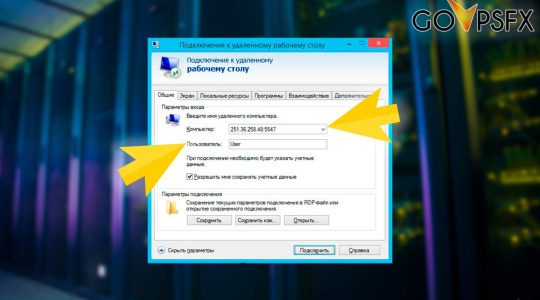 GOVPSFX
Подключение к удаленному рабочему столу
Подключение к удаленному
рабочему столу
Общие
Экран
Локальные ресурсы
Программы
Взаимодействие
Дополнительно
Параметры входа
Введите имя удаленного компьютера.
Компьютер:
251.36.258.48:5547
Пользователь:
User
При подключении необходимо будет указать учетные
данные.
Разрешить мне сохранять учетные данные
Параметры подключения
Сохранение текущих параметров подключения в RDP-файл или
открытие сохраненного подключения.
Сохранить
Сохранить как...
Открыть...
Скрыть параметры
Подключить
Справка